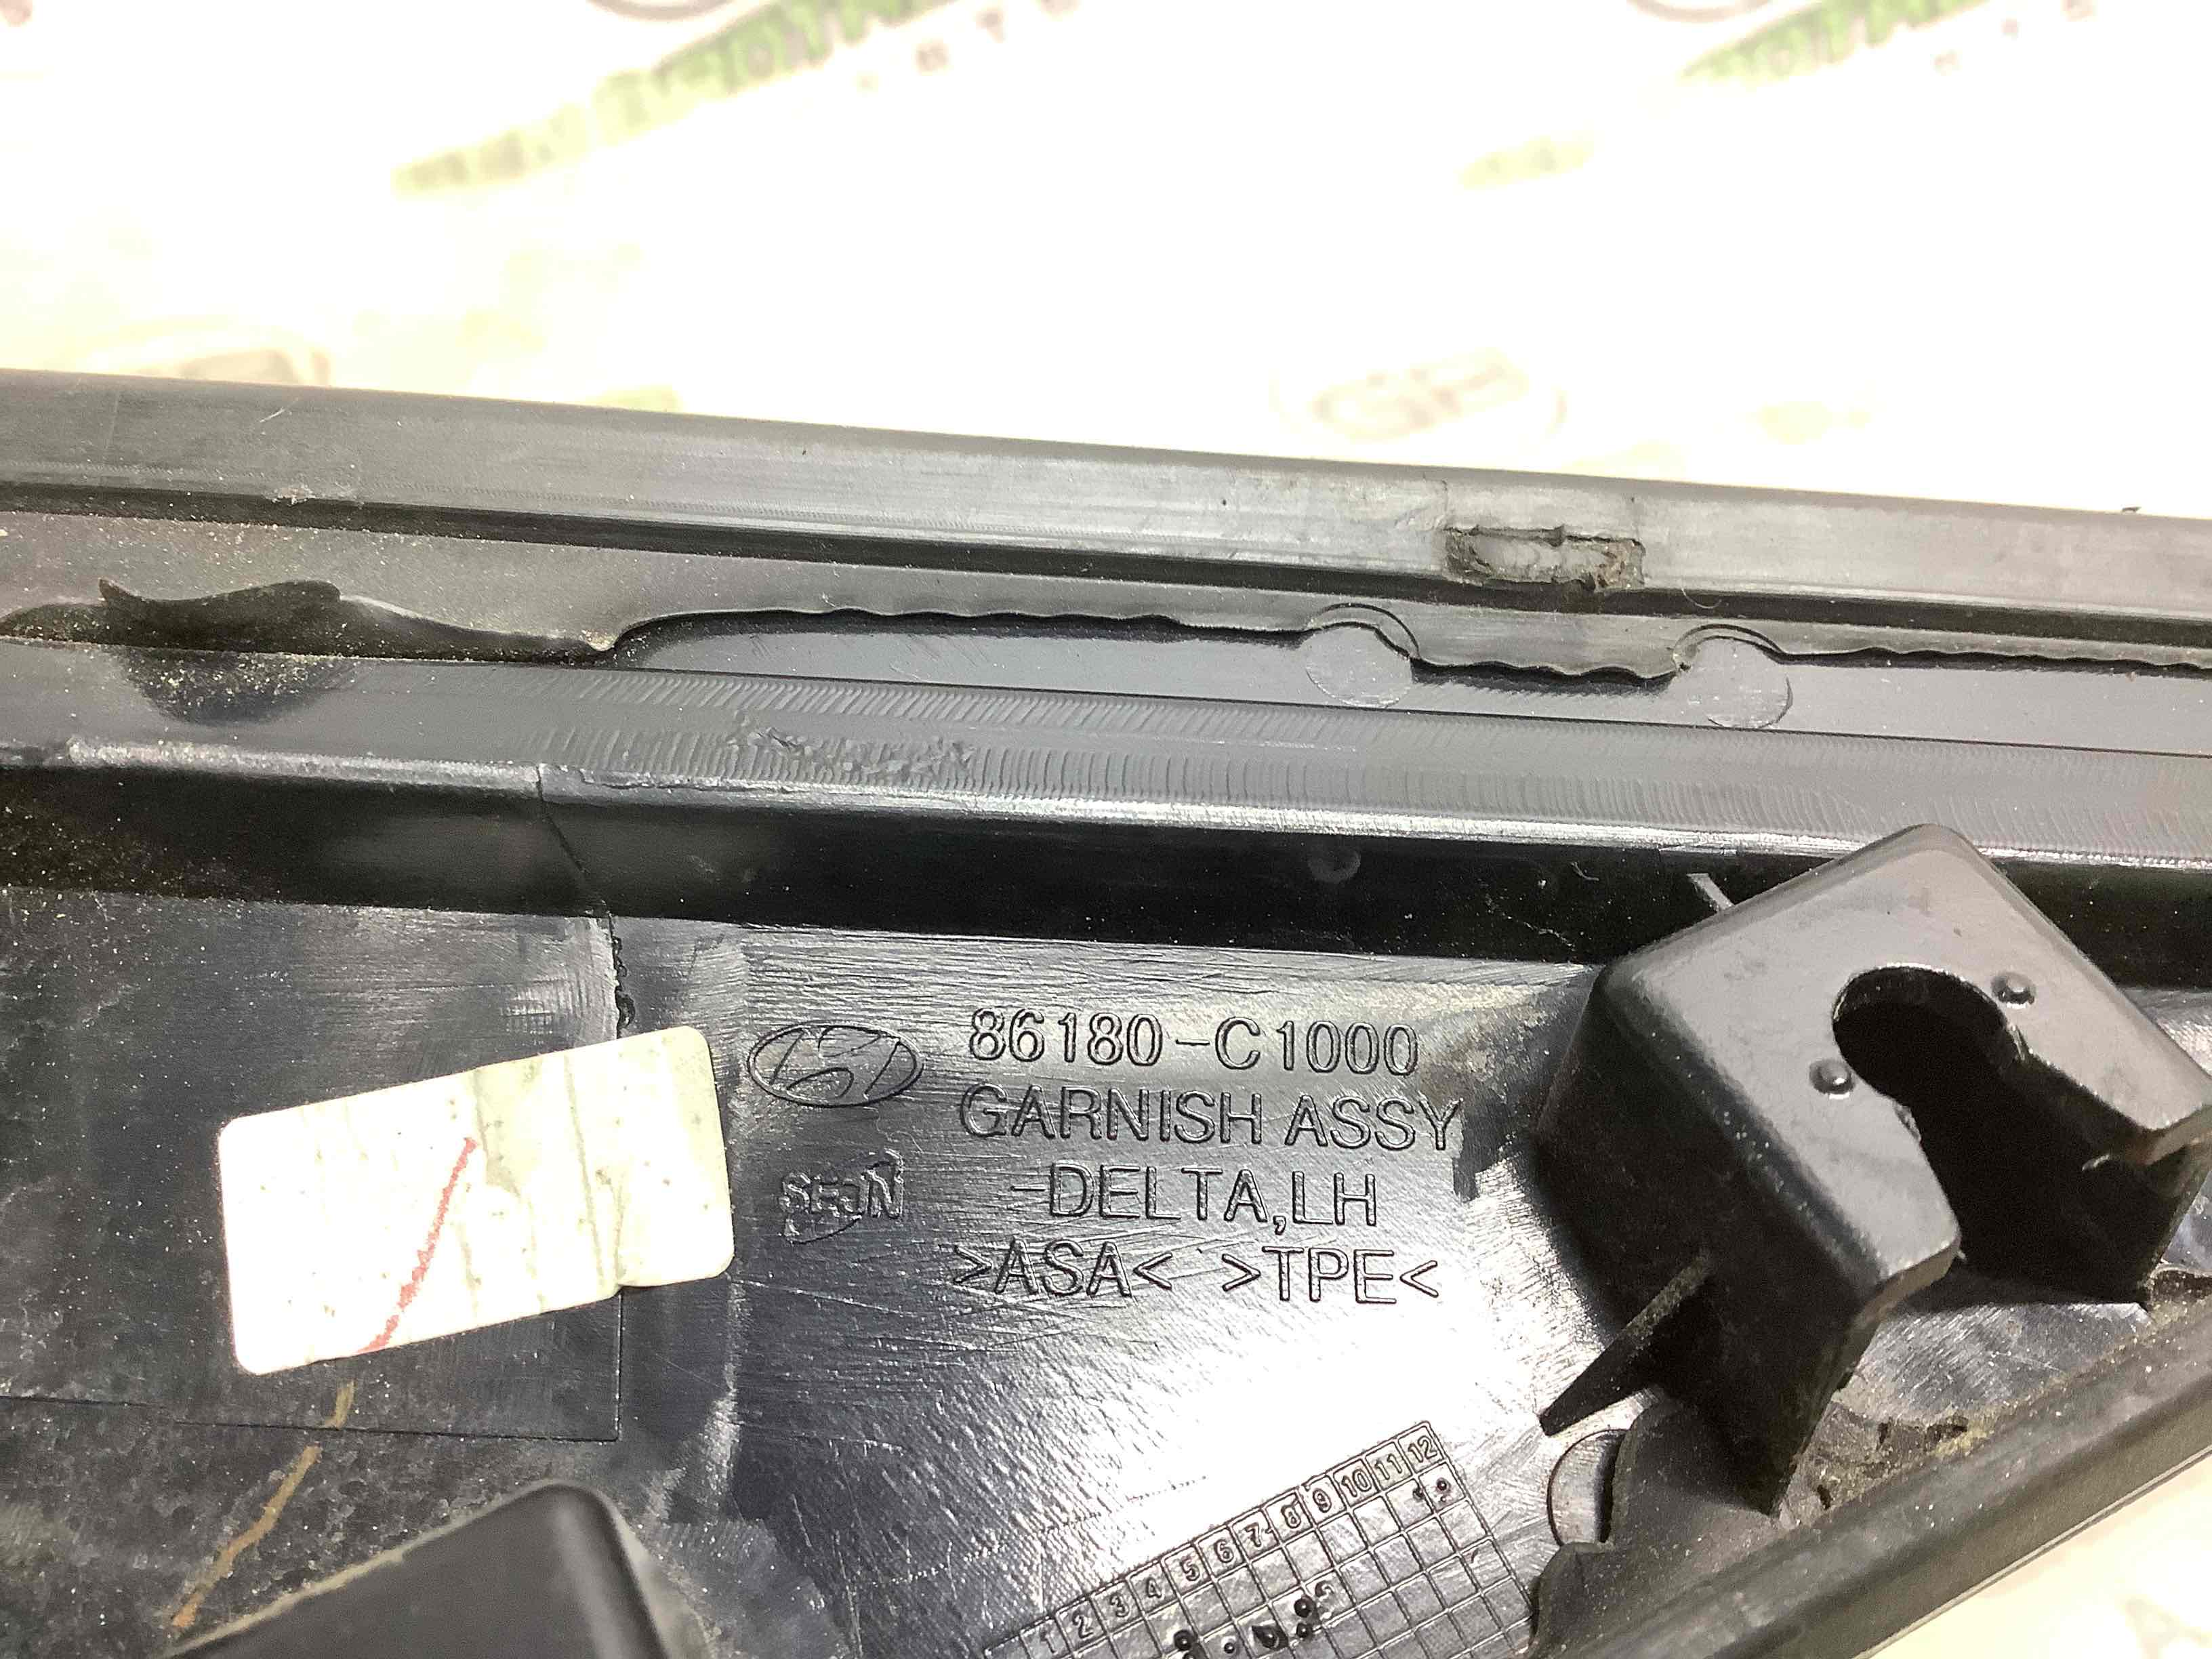 86180-C1000
GARNISH ASSY
-DELTA,LH
>ASA< >TPE<
1 2 3 4 5 6 7 8 9 10 11 12